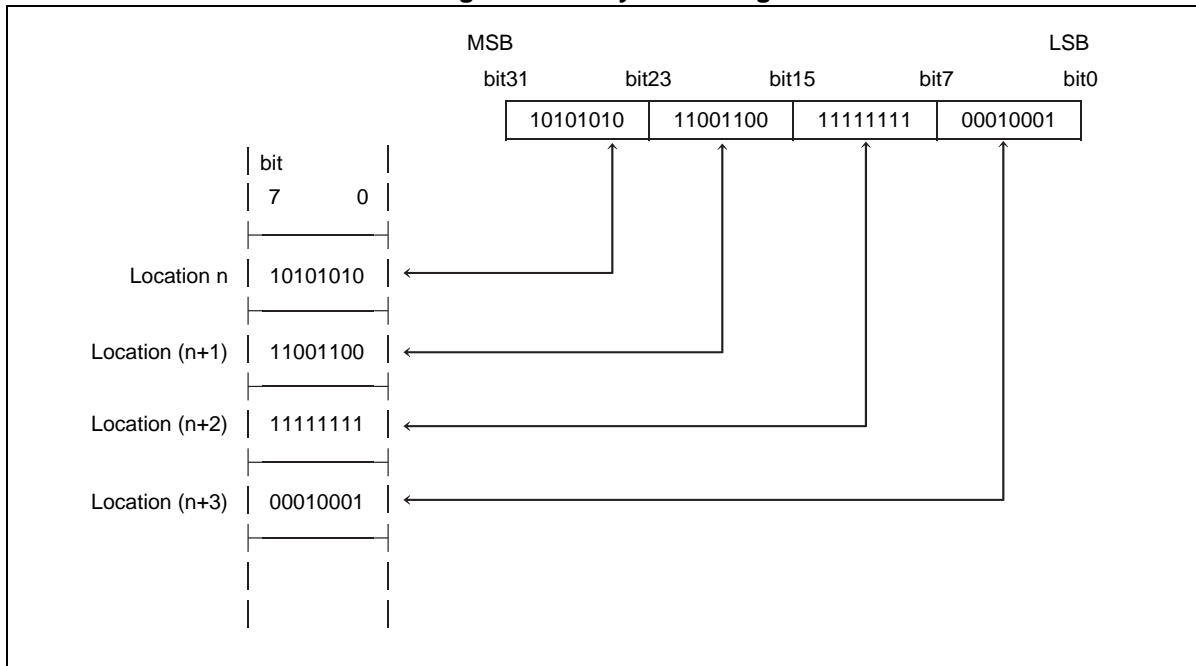 MSB LSB
bit31 bit23 bit15 bit7 bit0
10101010 11001100 11111111 00010001
bit
7 0
Location n 10101010
Location (n+1) 11001100
Location (n+2) 11111111
Location (n+3) 00010001